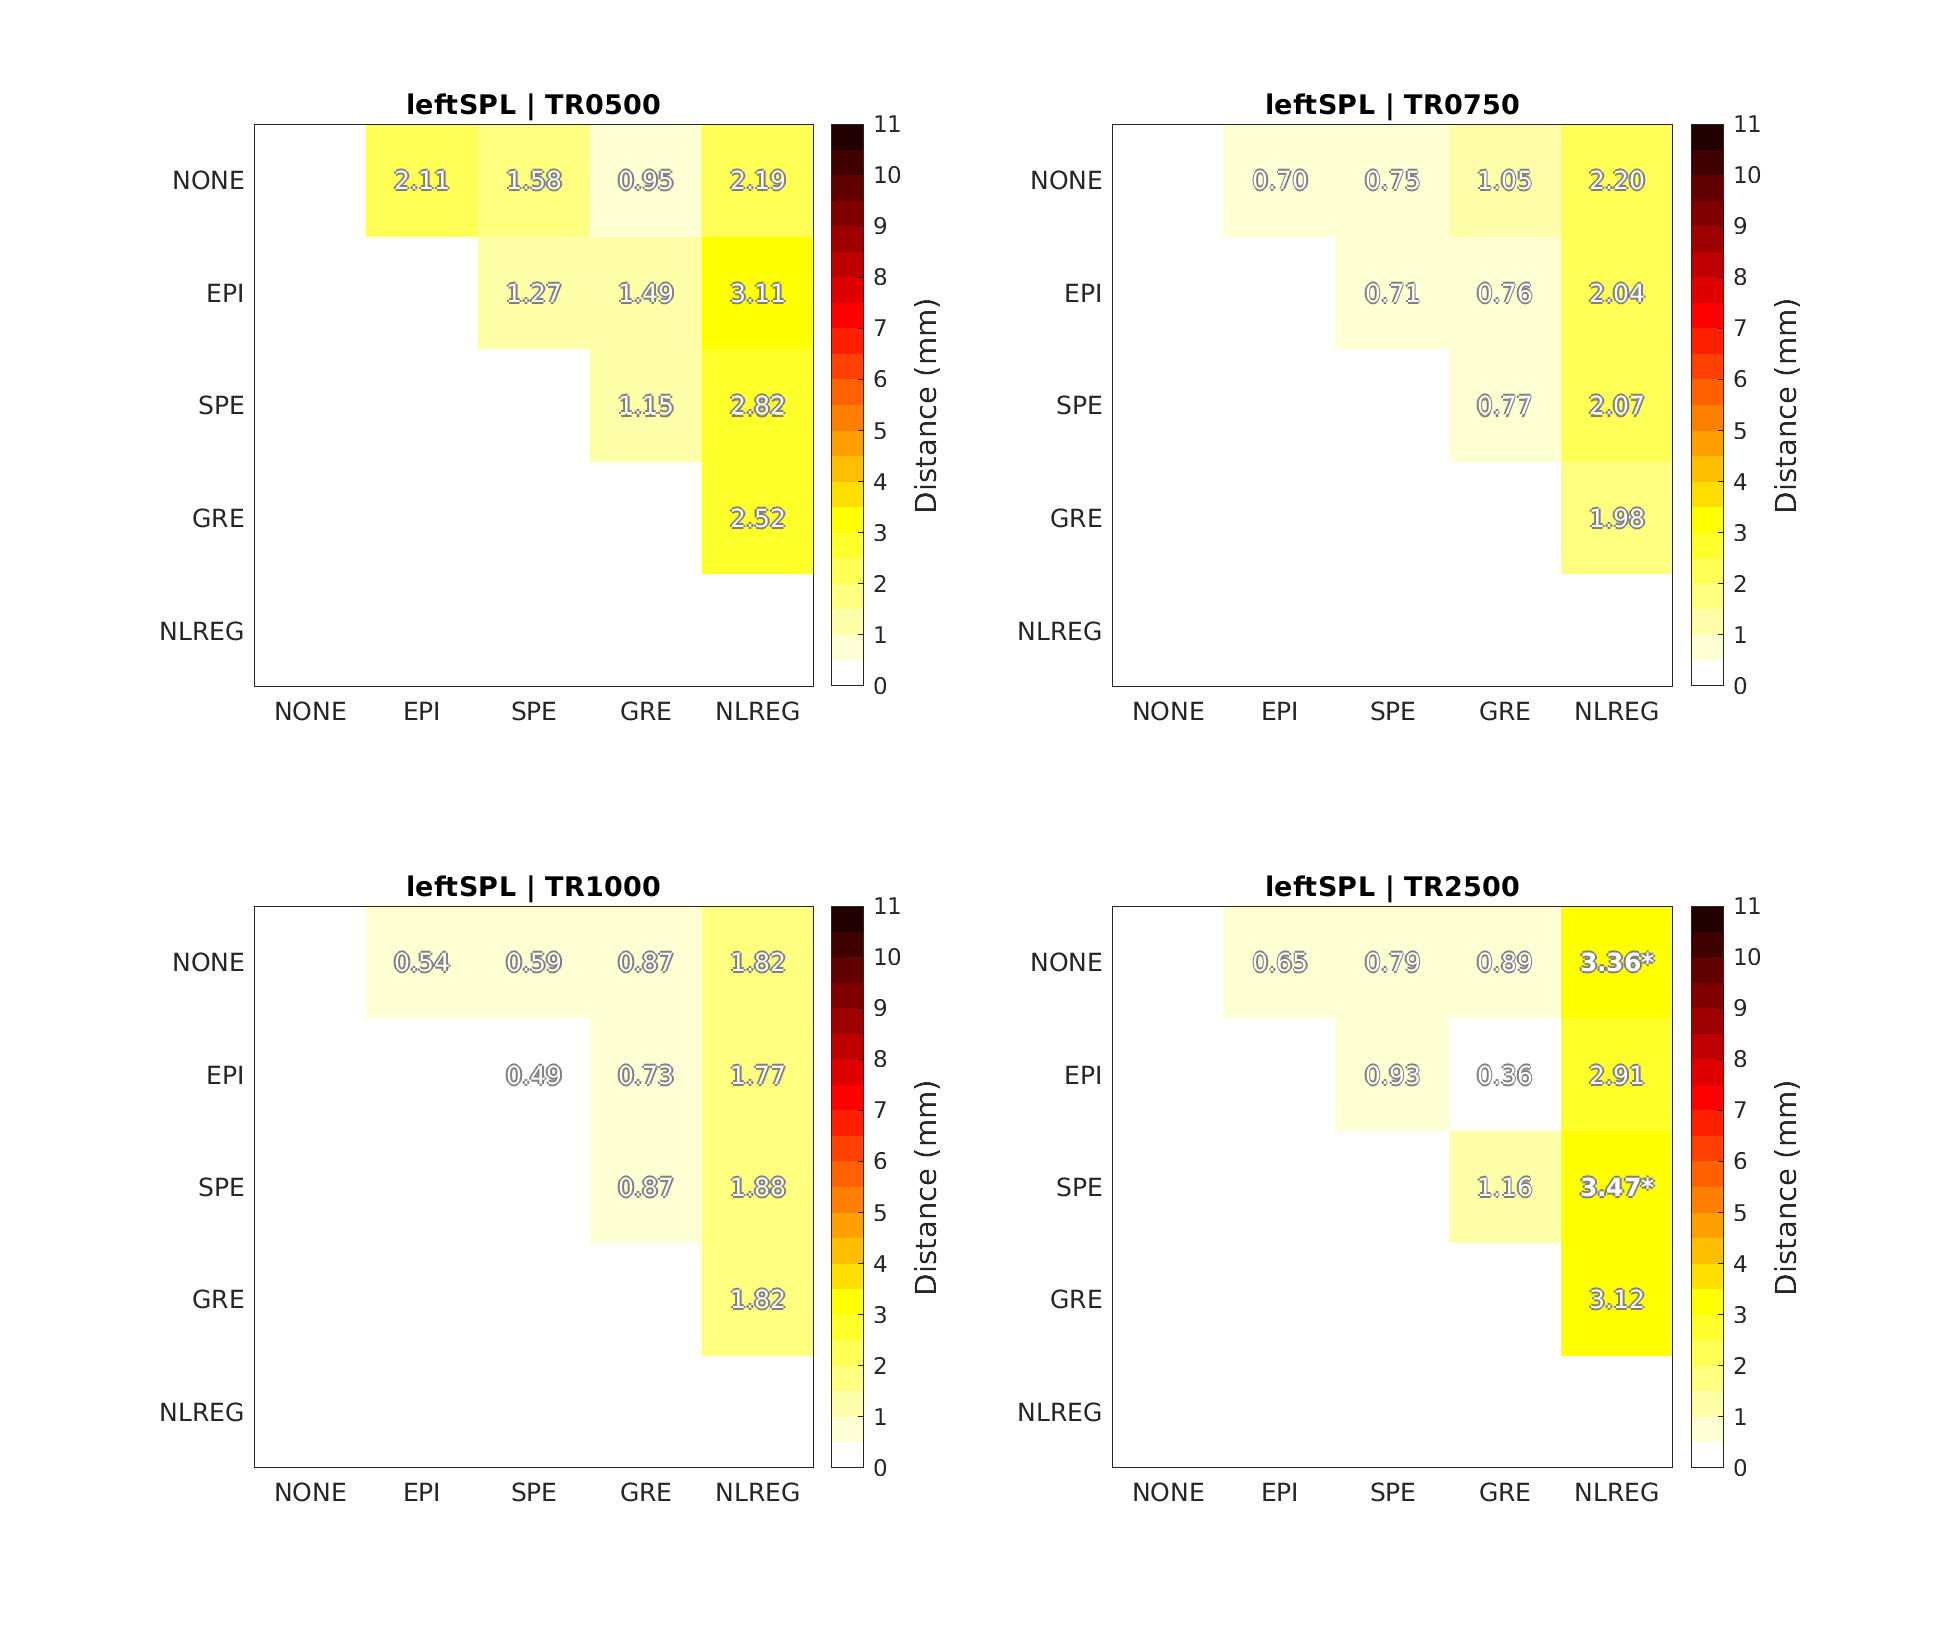 leftSPL | TR0500
NONE 2.11 1.58 0.95 2.19
EPI 1.27 1.49 3.11
SPE 1.15 2.82
GRE 2.52
NLREG
NONE EPI SPE GRE NLREG
11
10
9
8
7
6
5
4
3
2
1
0
Distance (mm)
leftSPL | TR0750
NONE 0.70 0.75 1.05 2.20
EPI 0.71 0.76 2.04
SPE 0.77 2.07
GRE 1.98
NLREG
NONE EPI SPE GRE NLREG
11
10
9
8
7
6
5
4
3
2
1
0
Distance (mm)
leftSPL | TR1000
NONE 0.54 0.59 0.87 1.82
EPI 0.49 0.73 1.77
SPE 0.87 1.88
GRE 1.82
NLREG
NONE EPI SPE GRE NLREG
11
10
9
8
7
6
5
4
3
2
1
0
Distance (mm)
leftSPL | TR2500
NONE 0.65 0.79 0.89 3.36*
EPI 0.93 0.36 2.91
SPE 1.16 3.47*
GRE 3.12
NLREG
NONE EPI SPE GRE NLREG
11
10
9
8
7
6
5
4
3
2
1
0
Distance (mm)